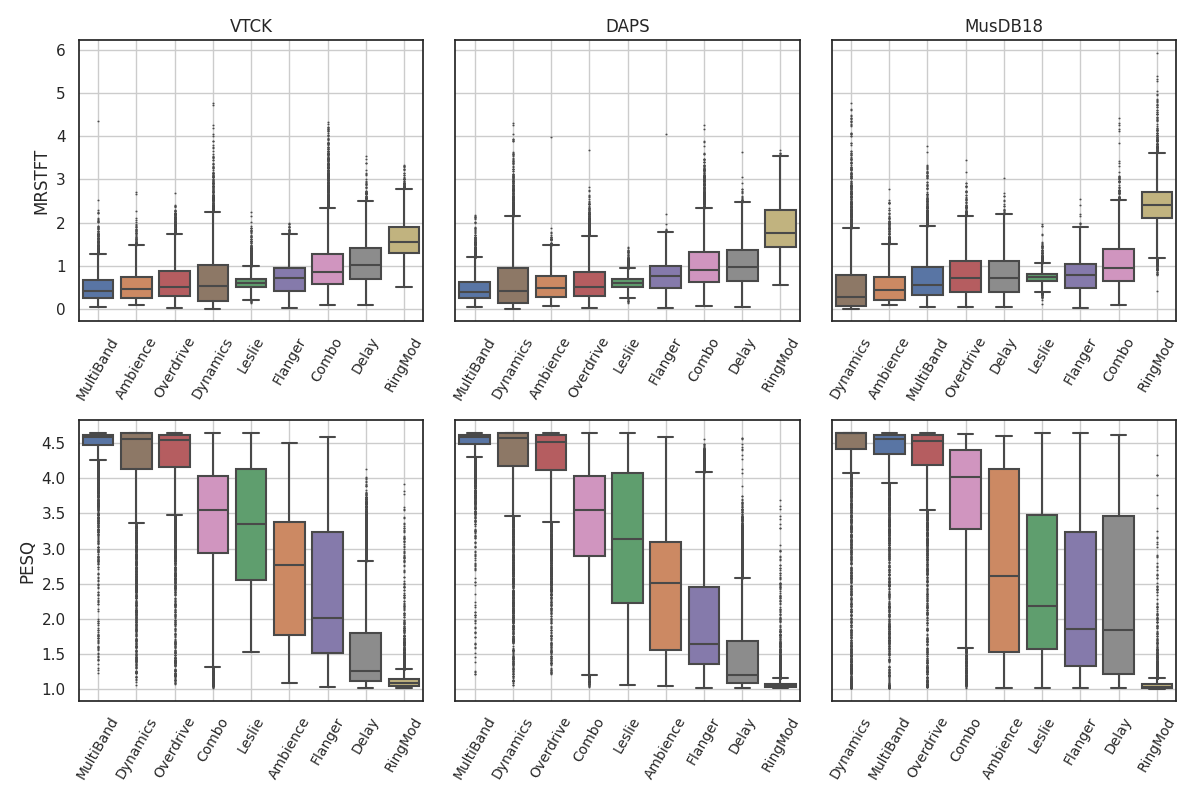 VTCK DAPS MusDB18
MRSTFT
6
5
4
3
2
1
0
MultiBand Ambience Overdrive Dynamics Leslie Flanger Combo Delay RingMod
MultiBand Dynamics Ambience Overdrive Leslie Flanger Combo Delay RingMod
Dynamics Ambience MultiBand Overdrive Delay Leslie Flanger Combo RingMod
PESQ
4.5
4.0
3.5
3.0
2.5
2.0
1.5
1.0
MultiBand Dynamics Overdrive Combo Leslie Ambience Flanger Delay RingMod
MultiBand Dynamics Overdrive Combo Leslie Ambience Flanger Delay RingMod
Dynamics MultiBand Overdrive Combo Ambience Leslie Flanger Delay RingMod